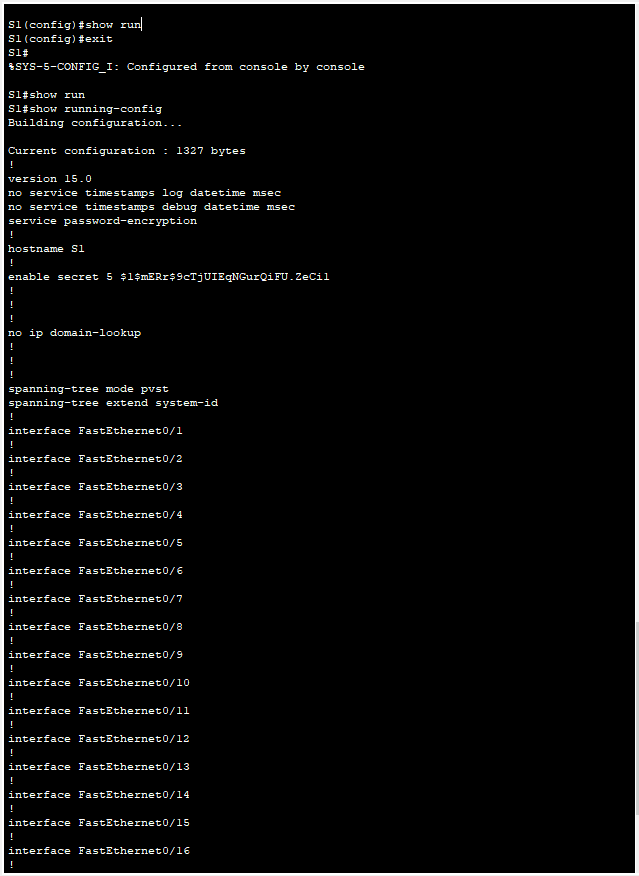 S1(config)#show run
S1(config)#exit
S1#
%SYS-5-CONFIG_I: Configured from console by console
S1#show run
S1#show running-config
Building configuration...
Current configuration : 1327 bytes
!
version 15.0
no service timestamps log datetime msec
no service timestamps debug datetime msec
service password-encryption
!
hostname S1
!
enable secret 5 $1$mERr$9cTjUIEqNGurQiFU.ZeCi1
!
!
!
no ip domain-lookup
!
!
!
spanning-tree mode pvst
spanning-tree extend system-id
!
interface FastEthernet0/1
!
interface FastEthernet0/2
!
interface FastEthernet0/3
!
interface FastEthernet0/4
!
interface FastEthernet0/5
!
interface FastEthernet0/6
!
interface FastEthernet0/7
!
interface FastEthernet0/8
!
interface FastEthernet0/9
!
interface FastEthernet0/10
!
interface FastEthernet0/11
!
interface FastEthernet0/12
!
interface FastEthernet0/13
!
interface FastEthernet0/14
!
interface FastEthernet0/15
!
interface FastEthernet0/16
!